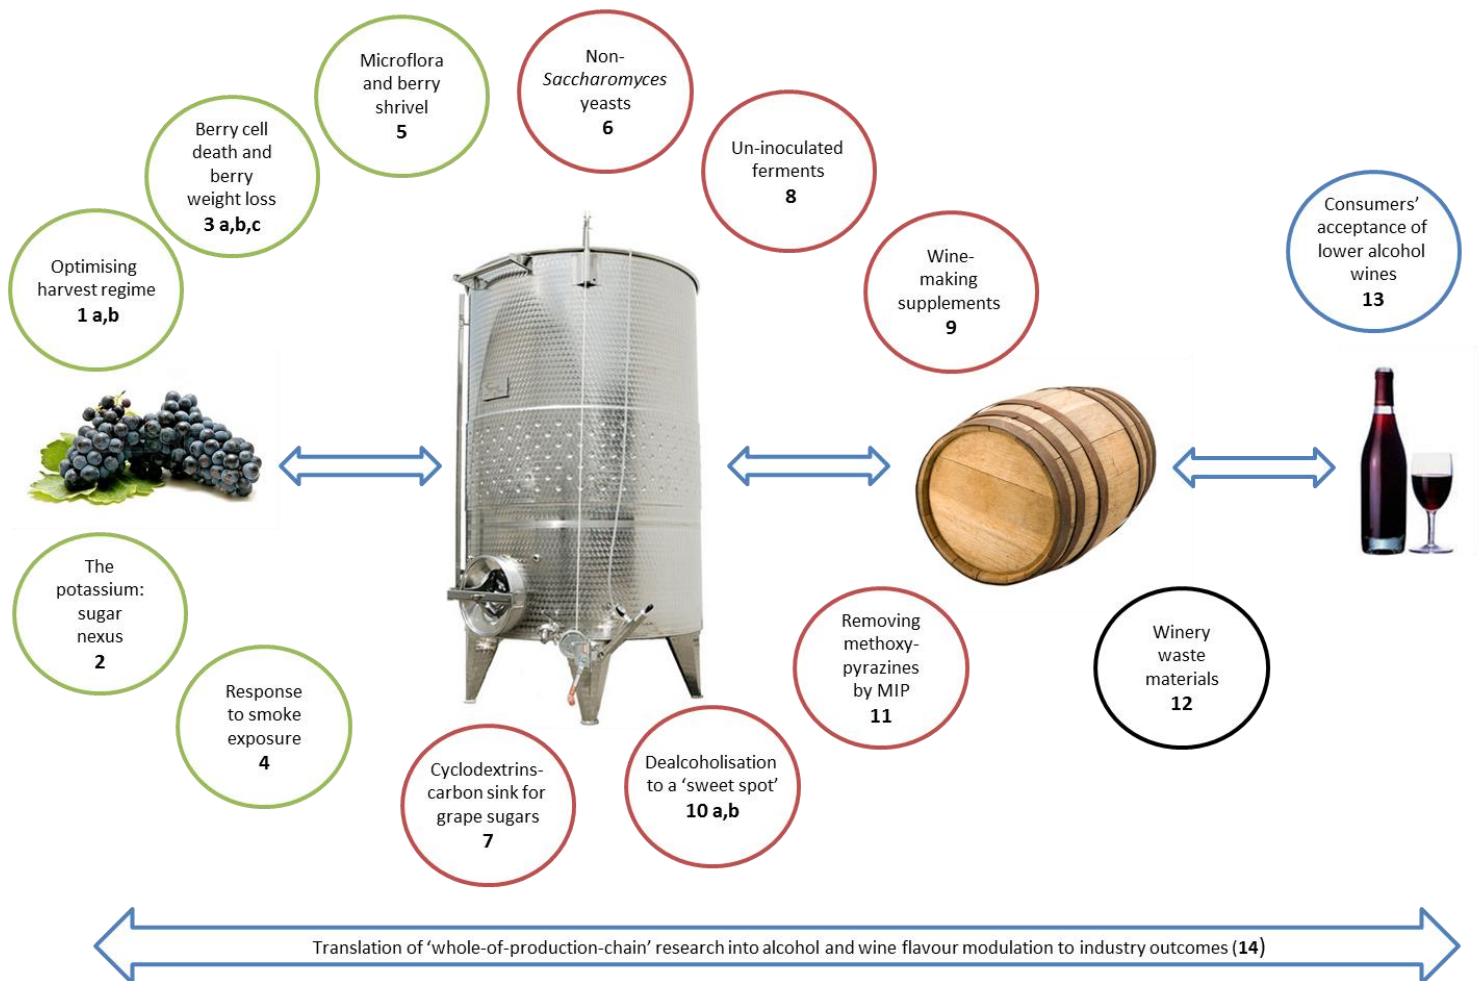 Microflora
and berry
shrivel
5
Non-
Saccharomyces
yeasts
6
Berry cell
death and
berry
weight loss
3 a,b,c
Un-inoculated
ferments
8
Optimising
harvest regime
1 a,b
Wine-
making
supplements
9
Consumers’
acceptance of
lower alcohol
wines
13
The
potassium:
sugar
nexus
2
Response
to smoke
exposure
4
Cyclodextrins-
carbon sink for
grape sugars
7
Dealcoholisation
to a ‘sweet spot’
10 a,b
Removing
methoxy-
pyrazines
by MIP
11
Winery
waste
materials
12
Translation of ‘whole-of-production-chain’ research into alcohol and wine flavour modulation to industry outcomes (14)